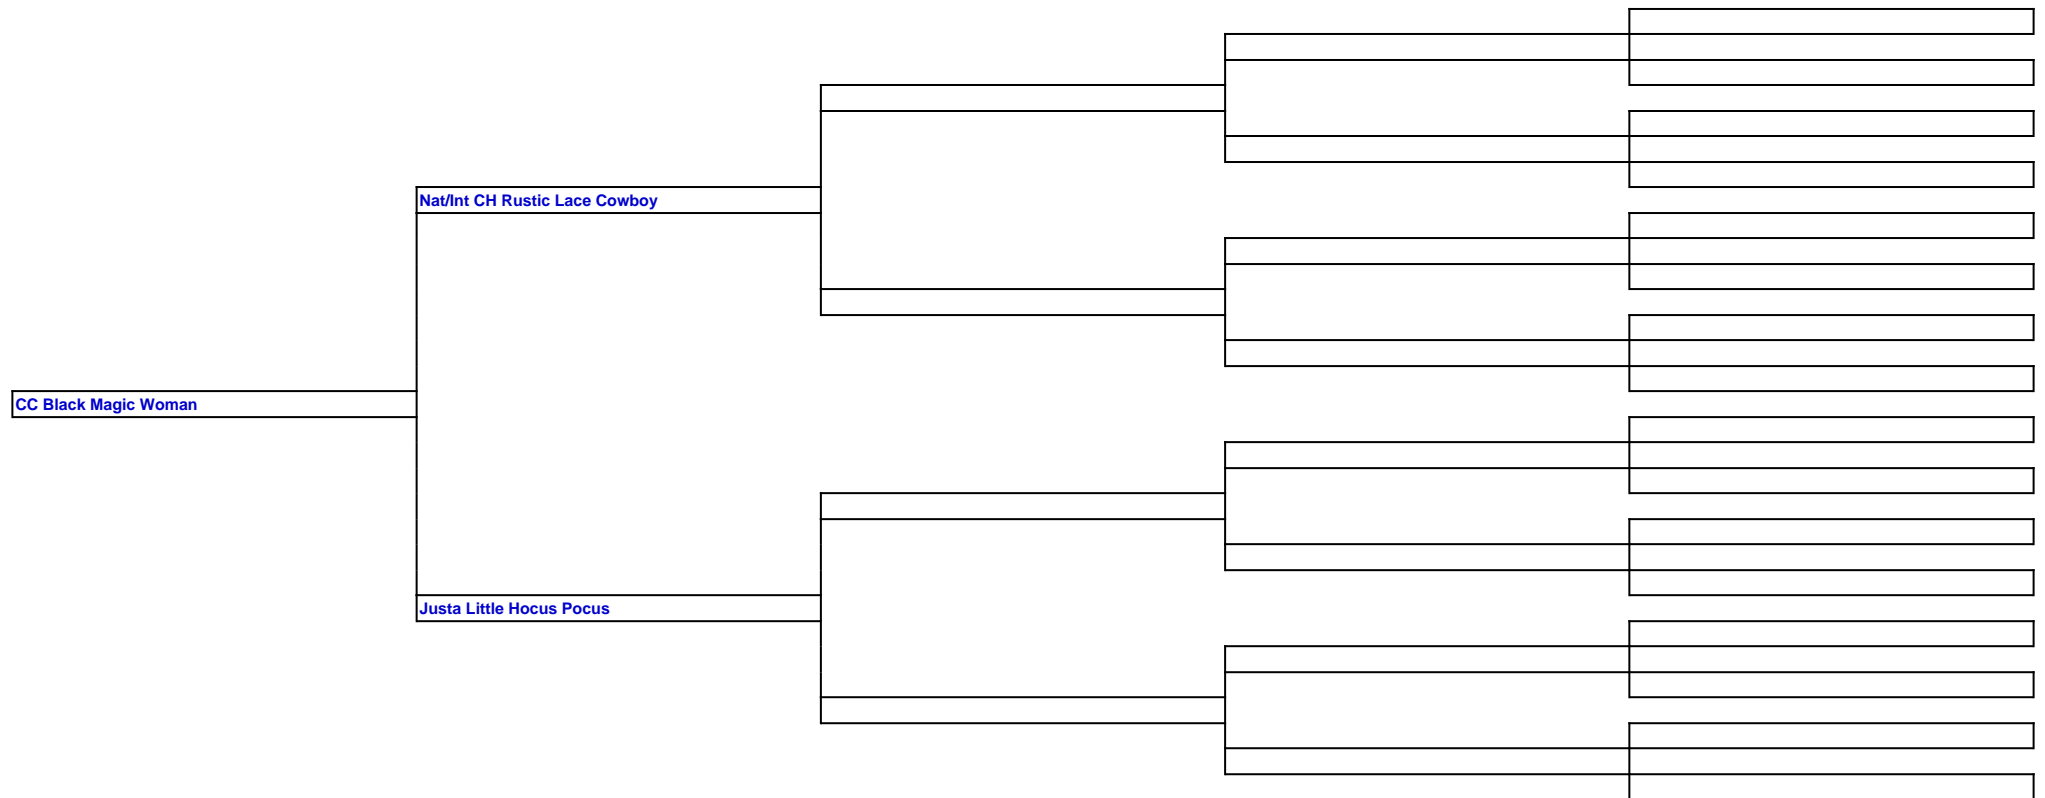 Nat/Int CH Rustic Lace Cowboy
CC Black Magic Woman
Justa Little Hocus Pocus